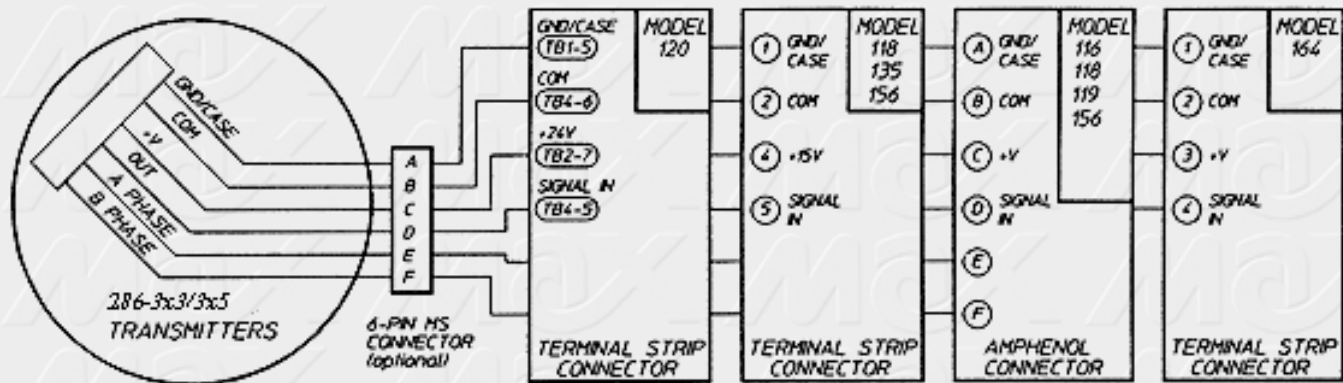 GND/CASE
COM
+V
OUT
A PHASE
B PHASE
286-3x3/3x5
TRANSMITTERS
A
B
C
D
E
F
6-PIN MS
CONNECTOR
(optional)
GND/CASE
TB1-5
COM
TB4-6
+24V
TB2-7
SIGNAL IN
TB4-5
MODEL
120
TERMINAL STRIP
CONNECTOR
1 GND/
CASE
2 COM
4 +15V
5 SIGNAL
IN
MODEL
118
135
156
TERMINAL STRIP
CONNECTOR
A GND/
CASE
B COM
C +V
D SIGNAL
IN
E
F
MODEL
116
118
119
156
AMPHENOL
CONNECTOR
1 GND/
CASE
2 COM
3 +V
4 SIGNAL
IN
MODEL
164
TERMINAL STRIP
CONNECTOR
max